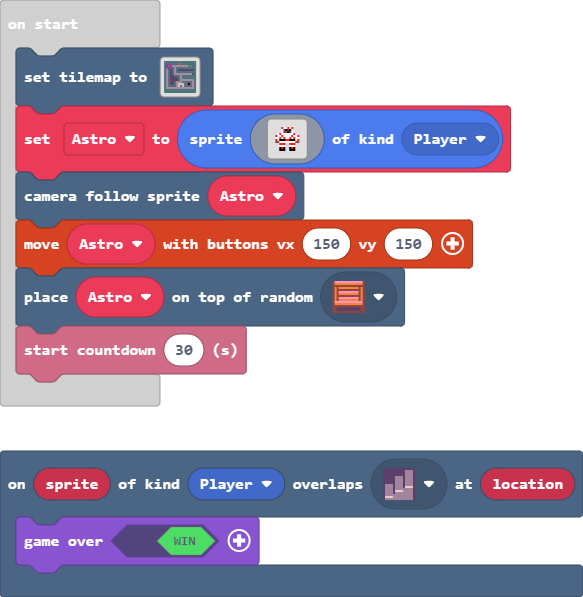 on start
set tilemap to
set Astro to sprite of kind Player
camera follow sprite Astro
move Astro with buttons vx 150 vy 150
place Astro on top of random
start countdown 30 (s)
on sprite of kind Player overlaps at location
game over WIN